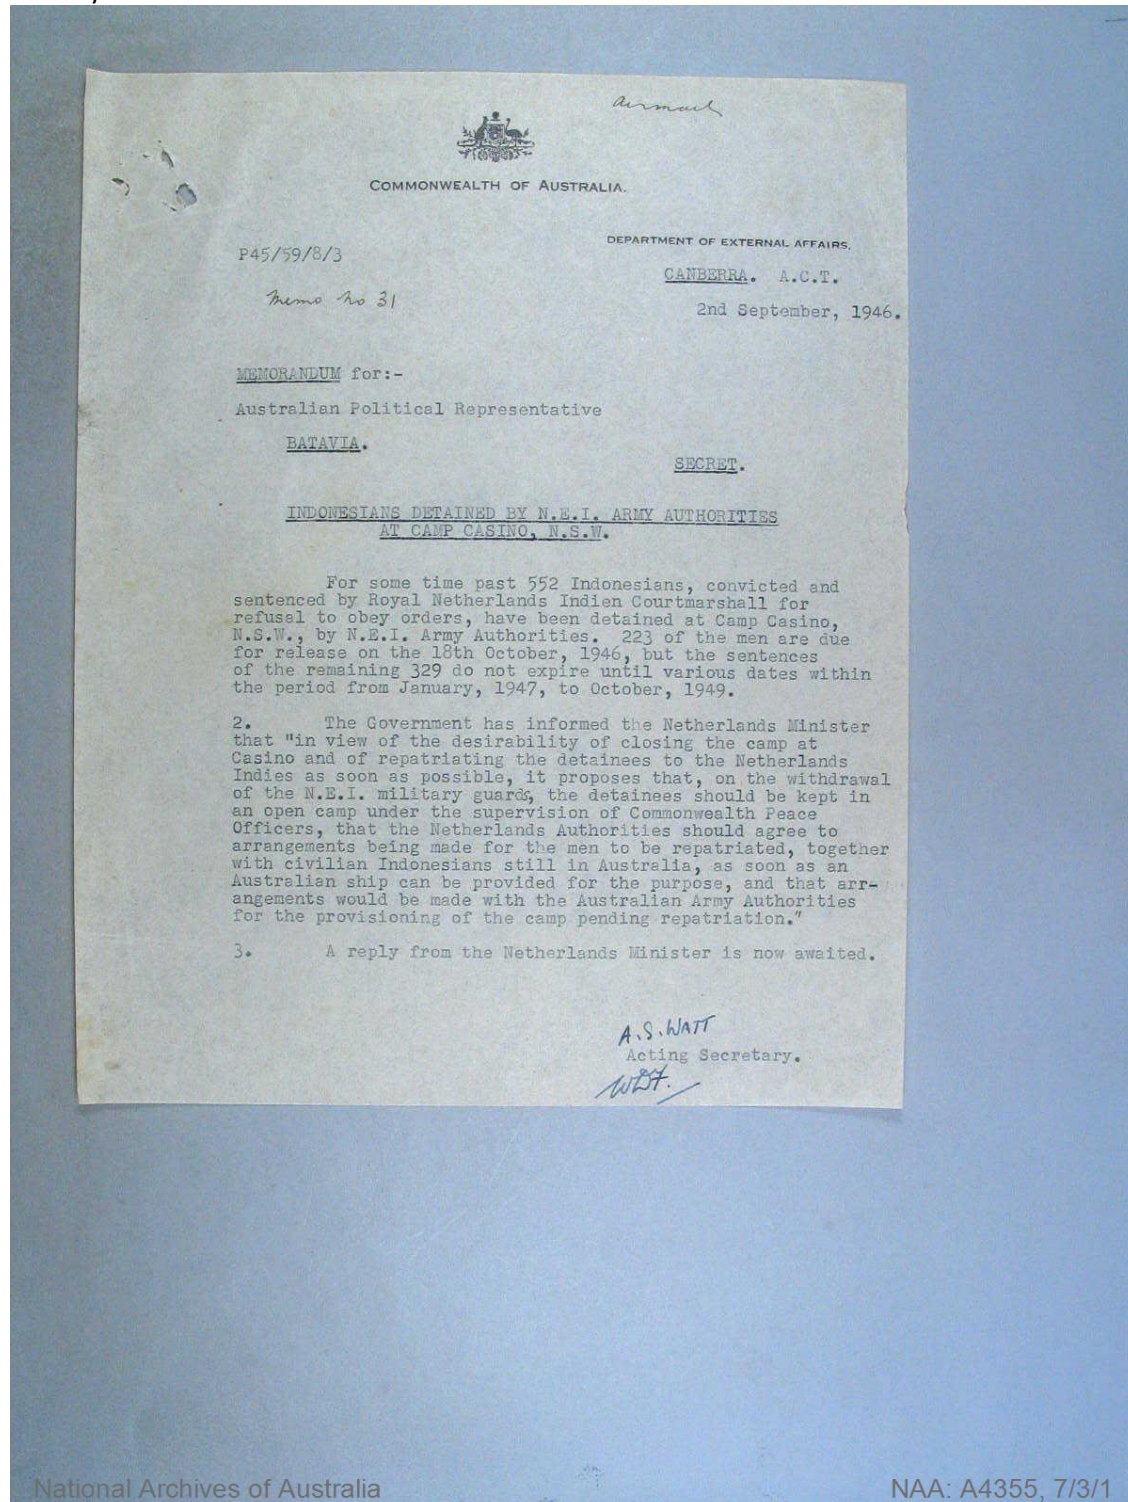 airmail
COMMONWEALTH OF AUSTRALIA.
DEPARTMENT OF EXTERNAL AFFAIRS,
P45/59/8/3
CANBERRA. A.C.T.
Memo No 31
2nd September, 1946.
MEMORANDUM for:-
Australian Political Representative
BATAVIA.
SECRET.
INDONESIANS DETAINED BY N.E.I. ARMY AUTHORITIES
AT CAMP CASINO, N.S.W.
For some time past 552 Indonesians, convicted and
sentenced by Royal Netherlands Indien Courtmarshall for
refusal to obey orders, have been detained at Camp Casino,
N.S.W., by N.E.I. Army Authorities. 223 of the men are due
for release on the 18th October, 1946, but the sentences
of the remaining 329 do not expire until various dates within
the period from January, 1947, to October, 1949.
2. The Government has informed the Netherlands Minister
that "in view of the desirability of closing the camp at
Casino and of repatriating the detainees to the Netherlands
Indies as soon as possible, it proposes that, on the withdrawal
of the N.E.I. military guards, the detainees should be kept in
an open camp under the supervision of Commonwealth Peace
Officers, that the Netherlands Authorities should agree to
arrangements being made for the men to be repatriated, together
with civilian Indonesians still in Australia, as soon as an
Australian ship can be provided for the purpose, and that arr-
angements would be made with the Australian Army Authorities
for the provisioning of the camp pending repatriation."
3. A reply from the Netherlands Minister is now awaited.
A.S. WATT
Acting Secretary.
WDF.
National Archives of Australia
NAA: A4355, 7/3/1